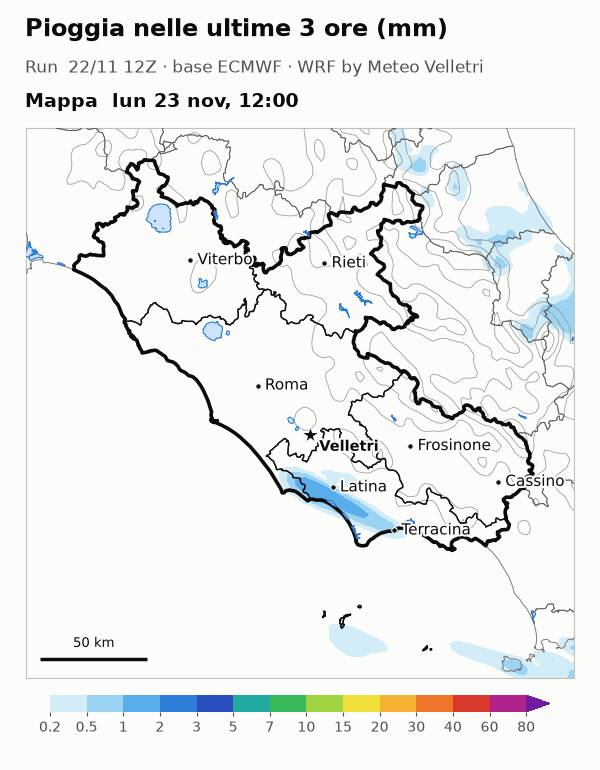 Pioggia nelle ultime 3 ore (mm)
Run  22/11 12Z · base ECMWF · WRF by Meteo Velletri
Mappa  lun 23 nov, 12:00
Viterbo
Rieti
Roma
Velletri
Frosinone
Latina
Cassino
Terracina
50 km
0.2 0.5 1 2 3 5 7 10 15 20 30 40 60 80